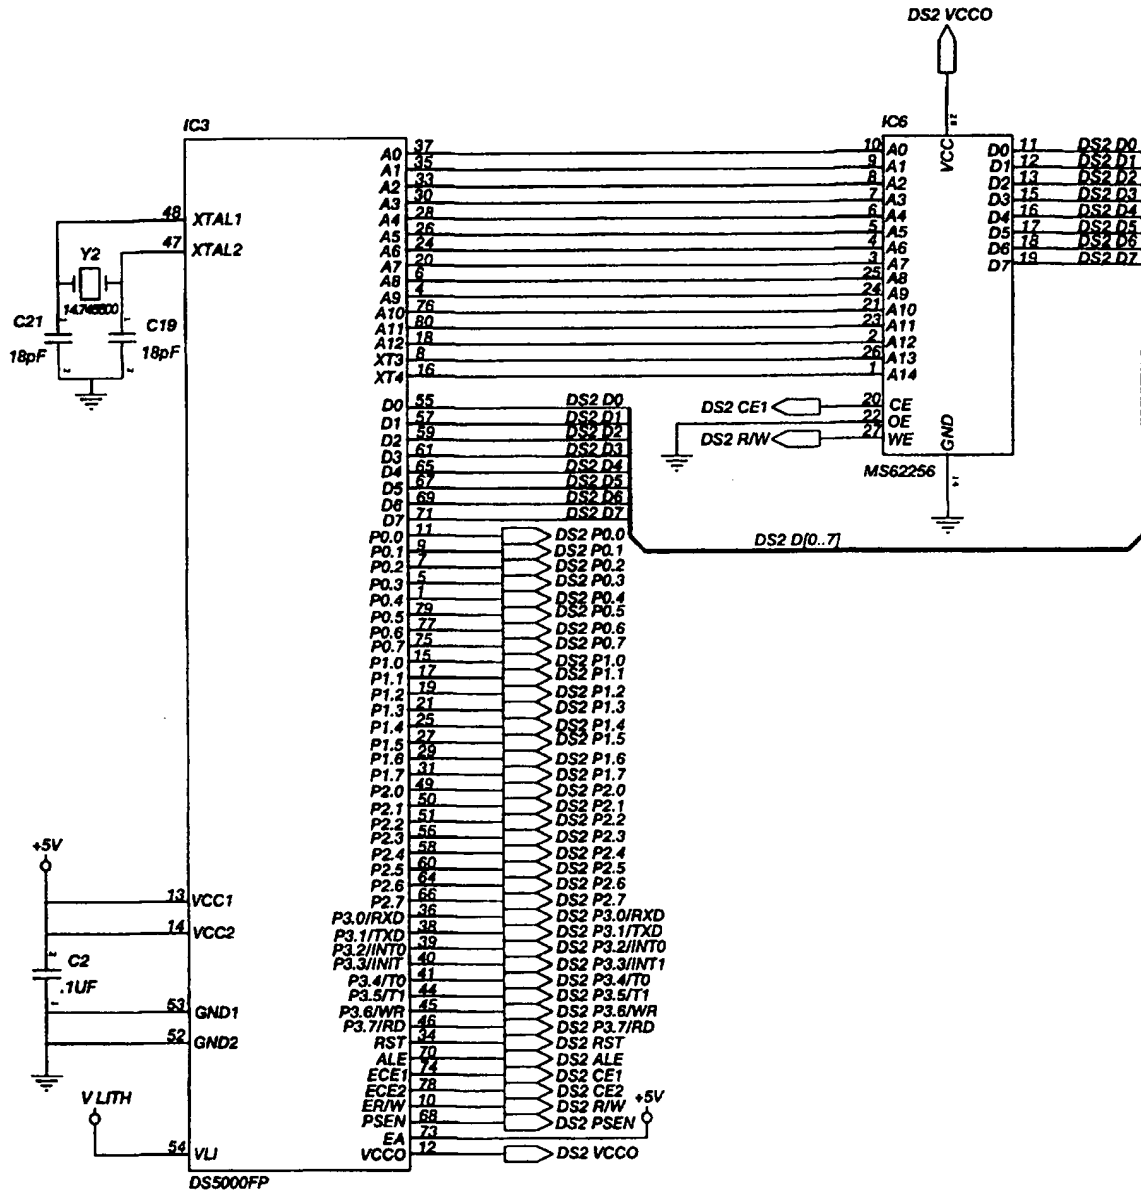 DS2 VCCO
IC3
IC6
A0 37
A1 35
A2 33
A3 30
A4 28
A5 26
A6 24
A7 20
A8 6
A9 4
A10 76
A11 80
A12 18
XT3 8
XT4 16
10 A0
9 A1
8 A2
7 A3
6 A4
5 A5
4 A6
3 A7
25 A8
24 A9
21 A10
23 A11
2 A12
26 A13
1 A14
VCC
D0 11 DS2 D0
D1 12 DS2 D1
D2 13 DS2 D2
D3 15 DS2 D3
D4 16 DS2 D4
D5 17 DS2 D5
D6 18 DS2 D6
D7 19 DS2 D7
DS2 CE1 20 CE
22 OE
DS2 R/W 27 WE
GND
MS62256
48 XTAL1
47 XTAL2
Y2
C21
18pF
C19
18pF
D0 55 DS2 D0
D1 57 DS2 D1
D2 59 DS2 D2
D3 61 DS2 D3
D4 65 DS2 D4
D5 67 DS2 D5
D6 69 DS2 D6
D7 71 DS2 D7
DS2 D[0..7]
P0.0 11 DS2 P0.0
P0.1 9 DS2 P0.1
P0.2 7 DS2 P0.2
P0.3 5 DS2 P0.3
P0.4 1 DS2 P0.4
P0.5 79 DS2 P0.5
P0.6 77 DS2 P0.6
P0.7 75 DS2 P0.7
P1.0 15 DS2 P1.0
P1.1 17 DS2 P1.1
P1.2 19 DS2 P1.2
P1.3 21 DS2 P1.3
P1.4 25 DS2 P1.4
P1.5 27 DS2 P1.5
P1.6 29 DS2 P1.6
P1.7 31 DS2 P1.7
P2.0 49 DS2 P2.0
P2.1 50 DS2 P2.1
P2.2 51 DS2 P2.2
P2.3 56 DS2 P2.3
P2.4 58 DS2 P2.4
P2.5 60 DS2 P2.5
P2.6 64 DS2 P2.6
P2.7 66 DS2 P2.7
P3.0/RXD 36 DS2 P3.0/RXD
P3.1/TXD 38 DS2 P3.1/TXD
P3.2/INT0 39 DS2 P3.2/INT0
P3.3/INIT 40 DS2 P3.3/INT1
P3.4/T0 41 DS2 P3.4/T0
P3.5/T1 44 DS2 P3.5/T1
P3.6/WR 45 DS2 P3.6/WR
P3.7/RD 46 DS2 P3.7/RD
RST 34 DS2 RST
ALE 70 DS2 ALE
ECE1 74 DS2 CE1
ECE2 78 DS2 CE2
ER/W 10 DS2 R/W
PSEN 68 DS2 PSEN
EA 73 +5V
VCCO 12 DS2 VCCO
+5V
13 VCC1
14 VCC2
C2
.1UF
53 GND1
52 GND2
V LITH
54 VLI
DS5000FP